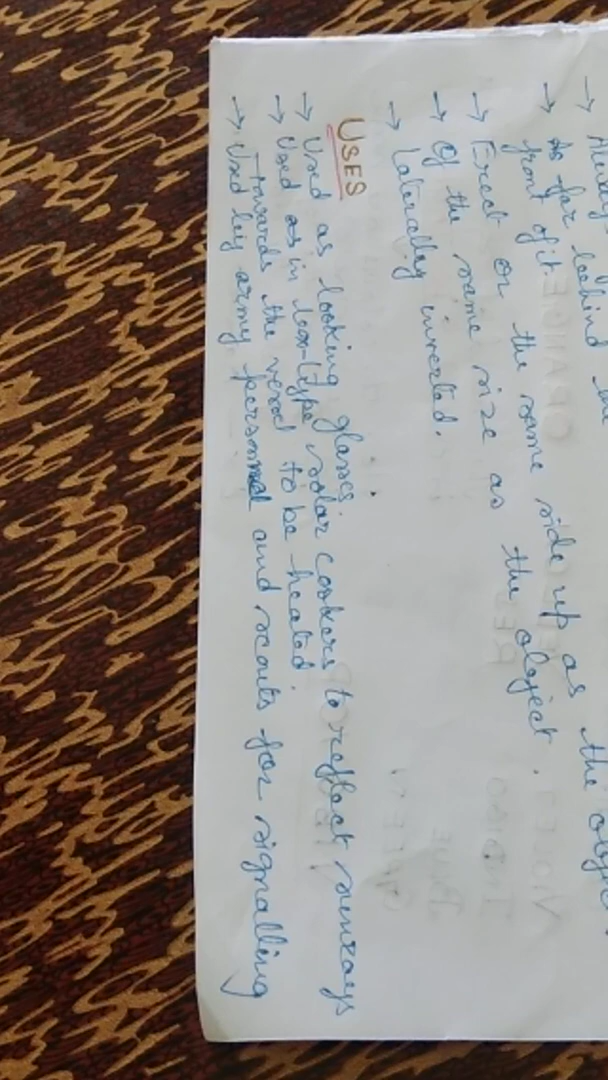 → As far behind
front of it.
→ Erect or the same side up as the
→ Of the same size as the object.
→ Laterally inverted.
USES
→ Used as looking glasses.
→ Used as in box-type solar cookers to reflect sunrays
towards the vessel to be heated.
→ Used by army personnel and scouts for signalling